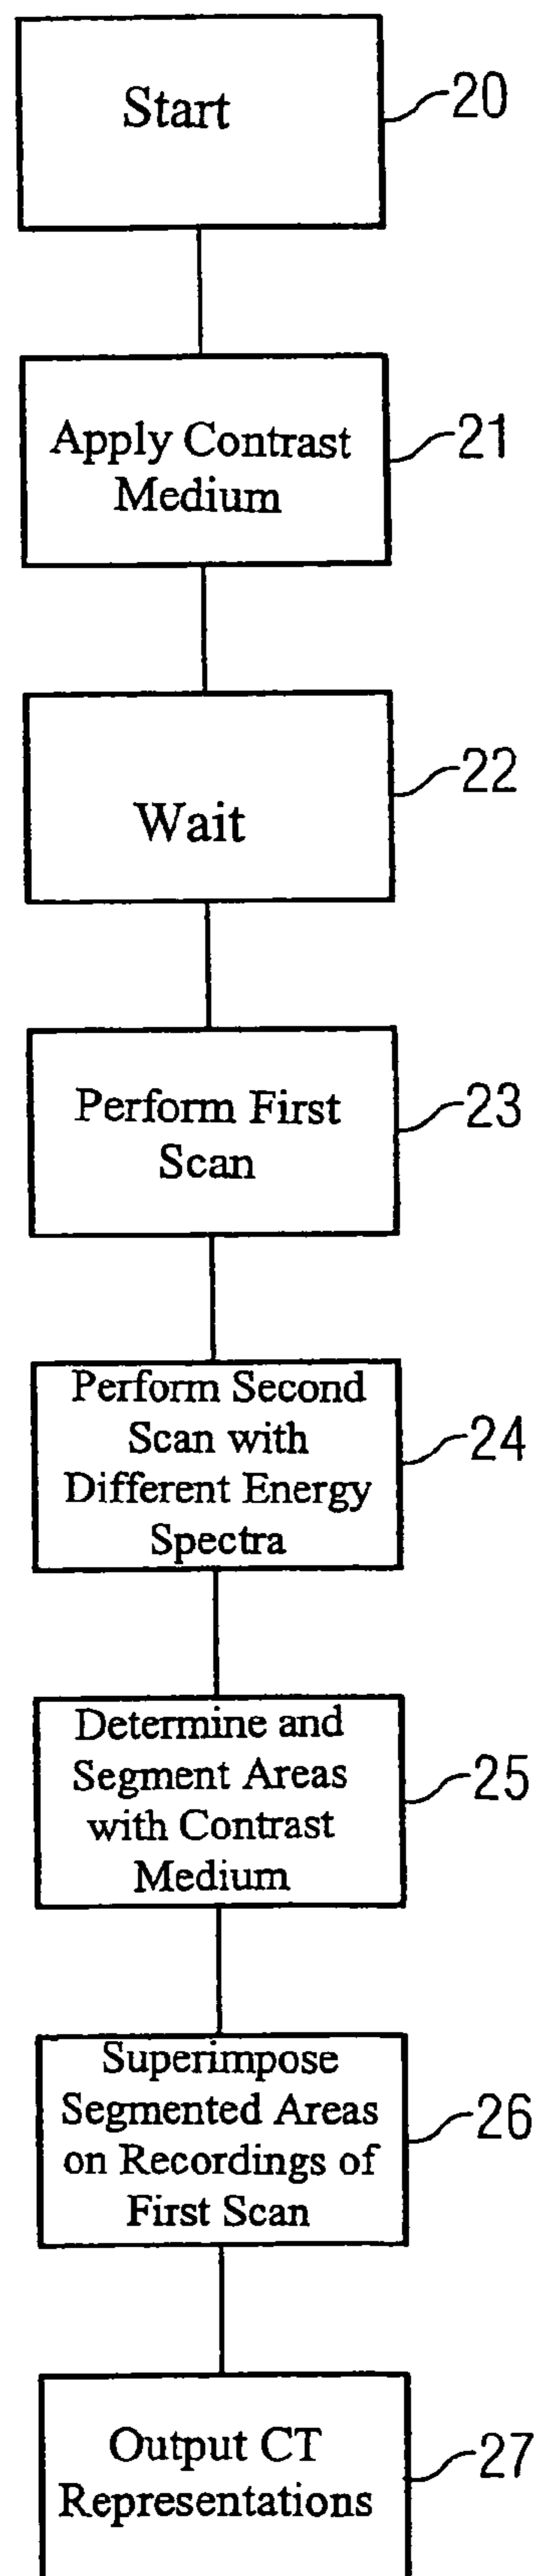 Start
20
Apply Contrast
Medium
21
Wait
22
Perform First
Scan
23
Perform Second
Scan with
Different Energy
Spectra
24
Determine and
Segment Areas
with Contrast
Medium
25
Superimpose
Segmented Areas
on Recordings of
First Scan
26
Output CT
Representations
27